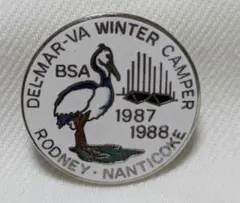 DEL-MAR-VA WINTER CAMPER
BSA
1987
1988
RODNEY · NANTICOKE